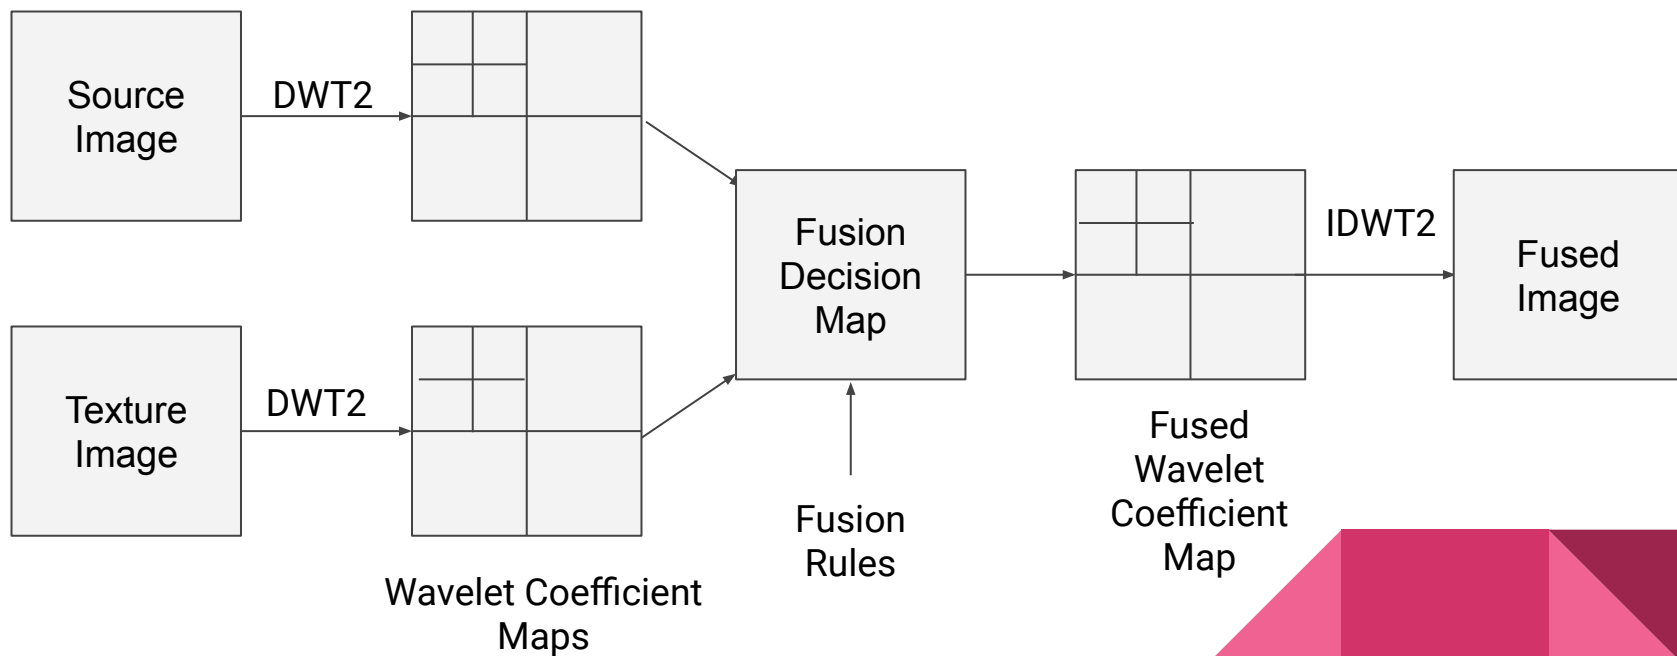 Source
Image
DWT2
Texture
Image
DWT2
Wavelet Coefficient
Maps
Fusion
Decision
Map
Fusion
Rules
Fused
Wavelet
Coefficient
Map
IDWT2
Fused
Image